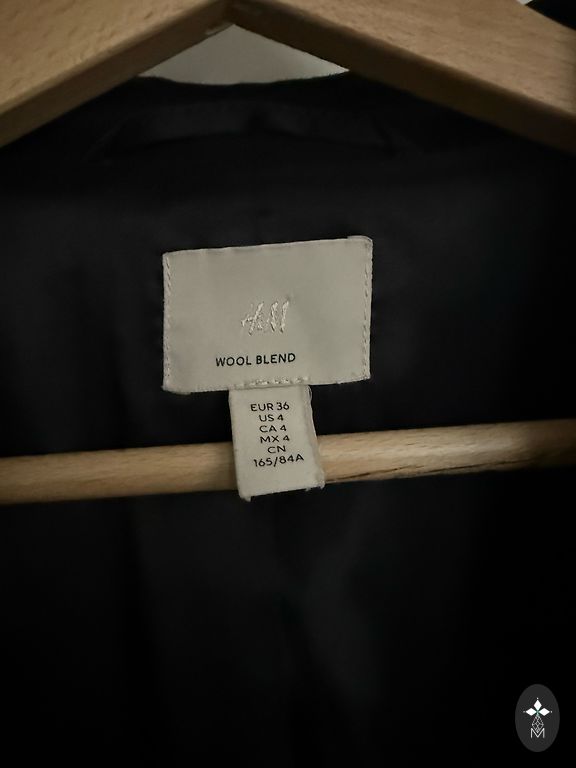 H&M
WOOL BLEND
EUR 36
US 4
CA 4
MX 4
CN
165/84A
M